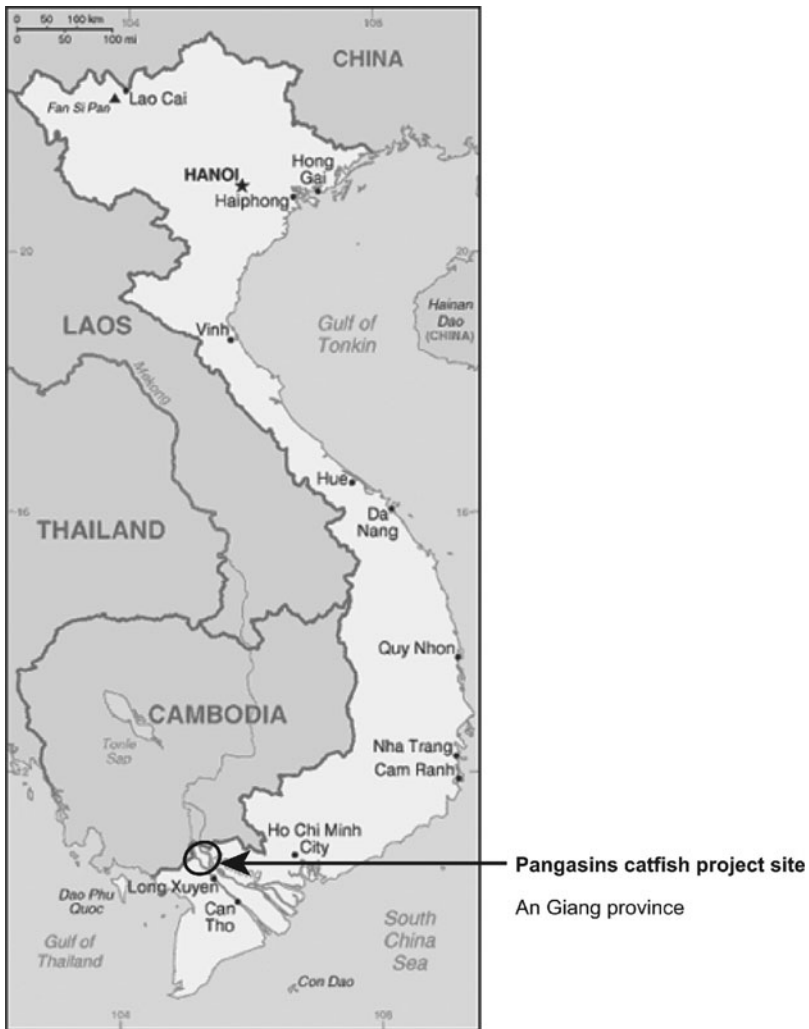 104
108
0 50 100 km
0 50 100 mi
CHINA
Fan Si Pan
Lao Cai
HANOI
Hong
Gai
Haiphong
20
20
Hainan
Dao
(CHINA)
LAOS
Gulf of
Tonkin
Vinh
Mekong
Hue
16
16
Da
Nang
THAILAND
Quy Nhon
CAMBODIA
Tonle
Sap
Nha Trang
Cam Ranh
Ho Chi Minh
City
Pangasins catfish project site
An Giang province
Long Xuyen
Dao Phu
Quoc
Can
Tho
Gulf of
Thailand
South
China
Sea
Con Dao
104
108